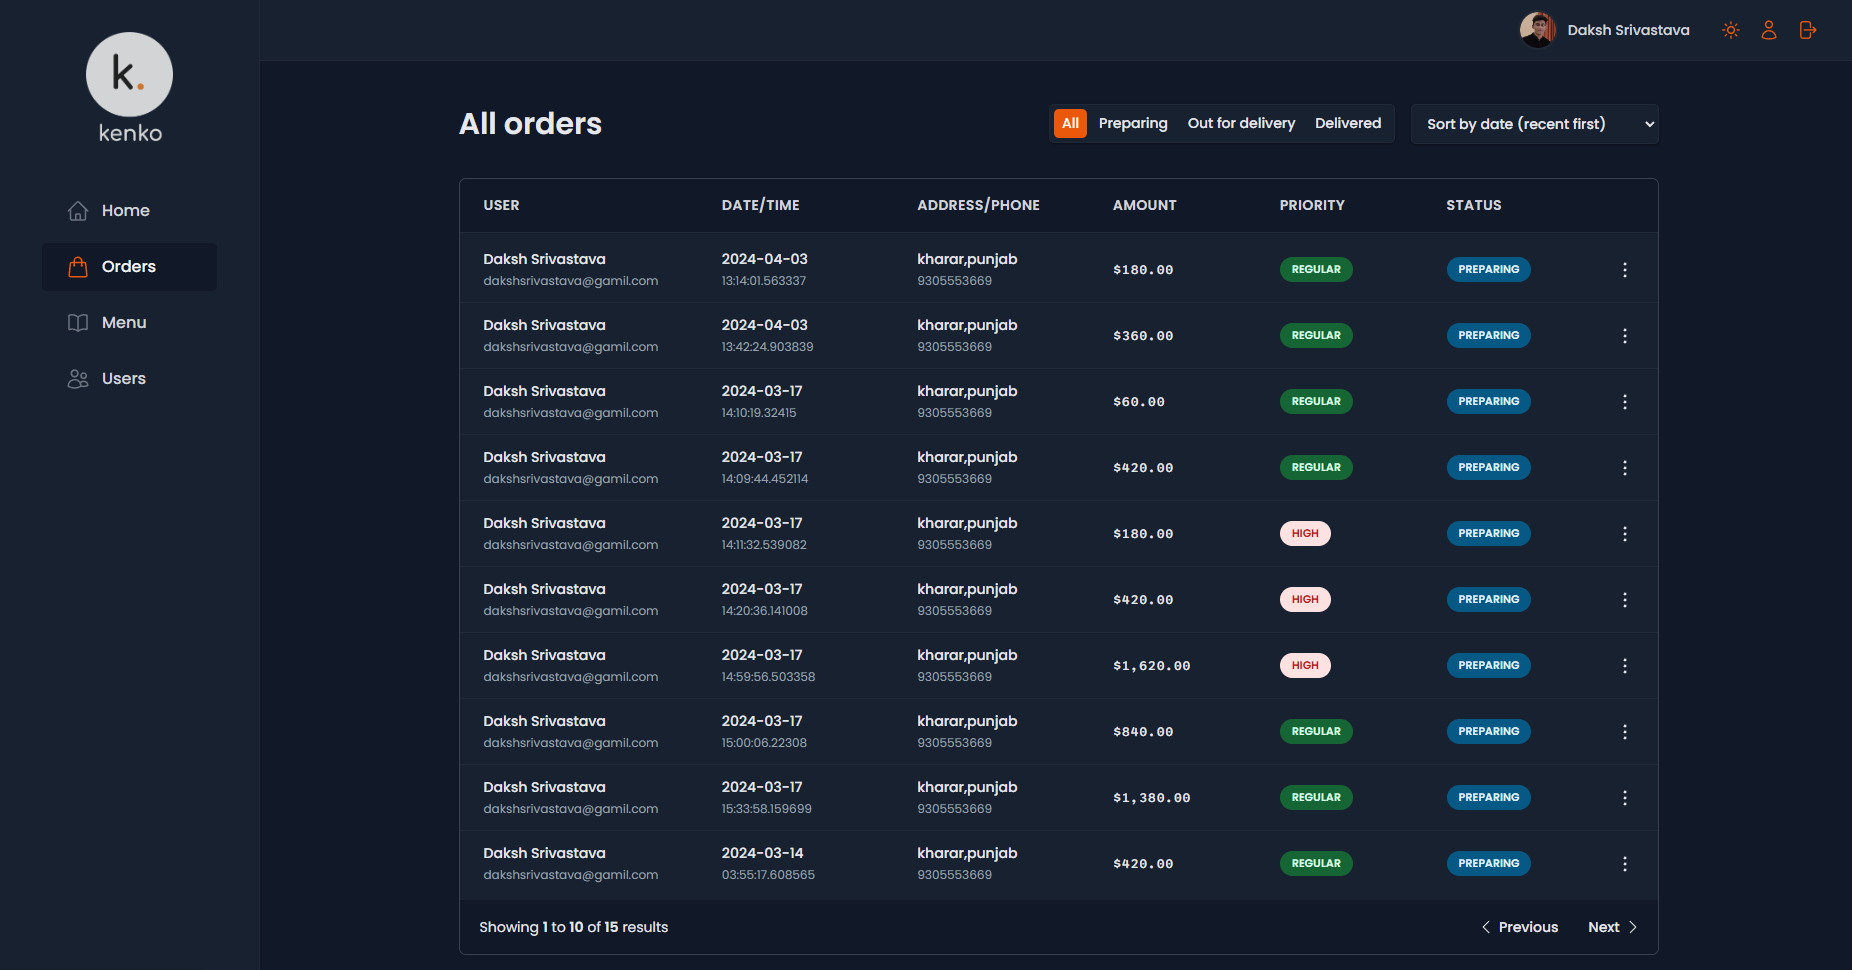 k.
kenko
Daksh Srivastava
Home
Orders
Menu
Users
All orders
All Preparing Out for delivery Delivered Sort by date (recent first)
USER DATE/TIME ADDRESS/PHONE AMOUNT PRIORITY STATUS
Daksh Srivastava 2024-04-03 kharar,punjab $180.00 REGULAR PREPARING
dakshsrivastava@gamil.com 13:14:01.563337 9305553669
Daksh Srivastava 2024-04-03 kharar,punjab $360.00 REGULAR PREPARING
dakshsrivastava@gamil.com 13:42:24.903839 9305553669
Daksh Srivastava 2024-03-17 kharar,punjab $60.00 REGULAR PREPARING
dakshsrivastava@gamil.com 14:10:19.32415 9305553669
Daksh Srivastava 2024-03-17 kharar,punjab $420.00 REGULAR PREPARING
dakshsrivastava@gamil.com 14:09:44.452114 9305553669
Daksh Srivastava 2024-03-17 kharar,punjab $180.00 HIGH PREPARING
dakshsrivastava@gamil.com 14:11:32.539082 9305553669
Daksh Srivastava 2024-03-17 kharar,punjab $420.00 HIGH PREPARING
dakshsrivastava@gamil.com 14:20:36.141008 9305553669
Daksh Srivastava 2024-03-17 kharar,punjab $1,620.00 HIGH PREPARING
dakshsrivastava@gamil.com 14:59:56.503358 9305553669
Daksh Srivastava 2024-03-17 kharar,punjab $840.00 REGULAR PREPARING
dakshsrivastava@gamil.com 15:00:06.22308 9305553669
Daksh Srivastava 2024-03-17 kharar,punjab $1,380.00 REGULAR PREPARING
dakshsrivastava@gamil.com 15:33:58.159699 9305553669
Daksh Srivastava 2024-03-14 kharar,punjab $420.00 REGULAR PREPARING
dakshsrivastava@gamil.com 03:55:17.608565 9305553669
Showing 1 to 10 of 15 results Previous Next